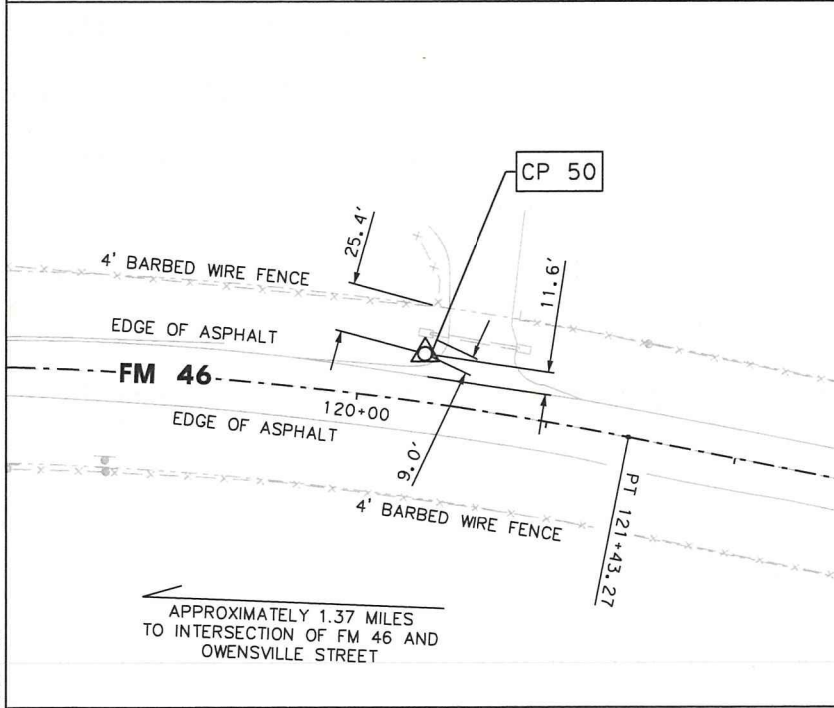 CP 50
25.4'
11.6'
4' BARBED WIRE FENCE
EDGE OF ASPHALT
FM 46
120+00
EDGE OF ASPHALT
9.0'
4' BARBED WIRE FENCE
PT 121+43.27
APPROXIMATELY 1.37 MILES
TO INTERSECTION OF FM 46 AND
OWENSVILLE STREET